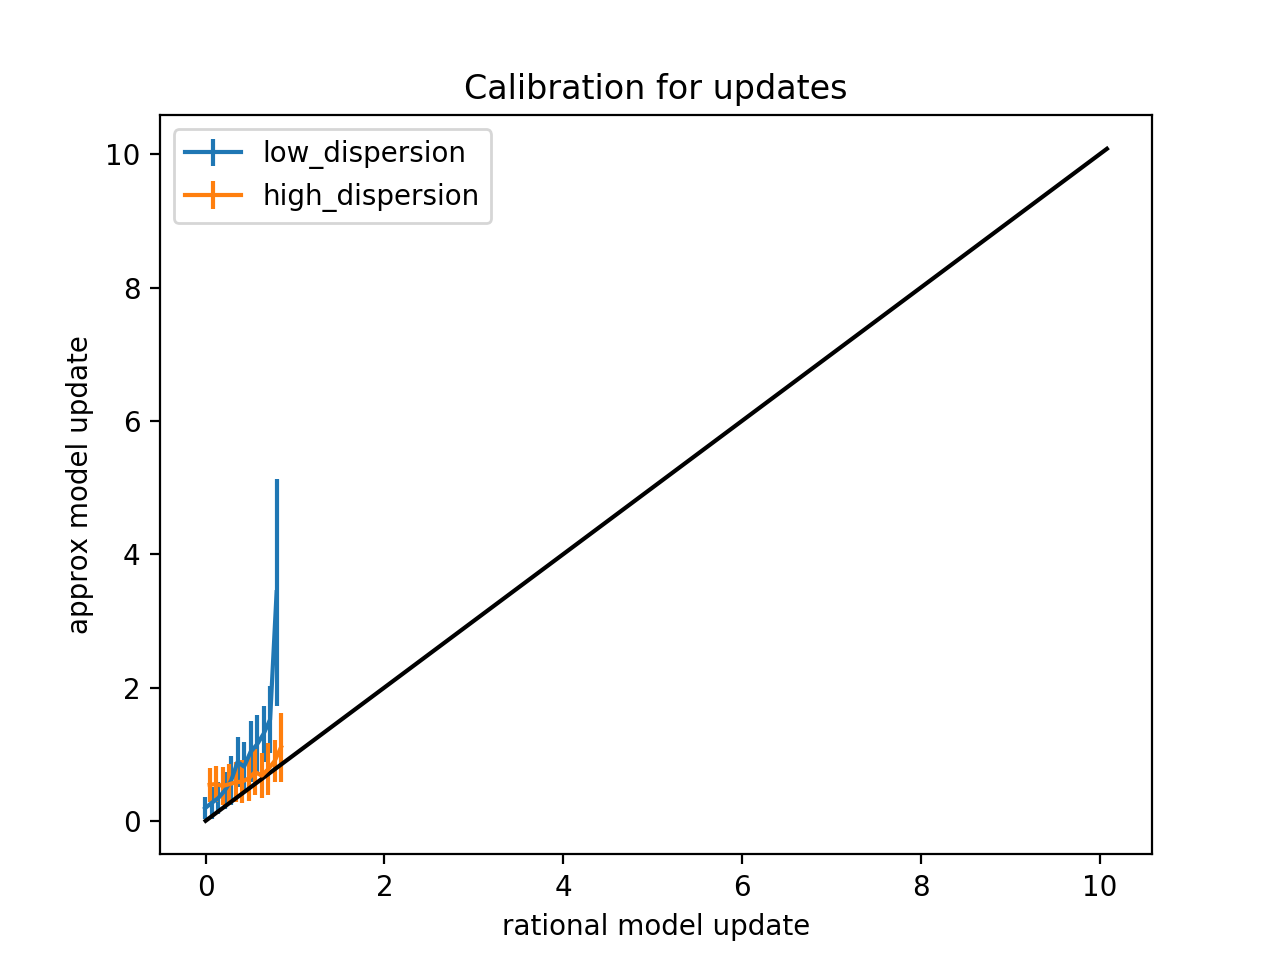 Calibration for updates
low_dispersion
high_dispersion
10
8
6
4
2
0
approx model update
0 2 4 6 8 10
rational model update